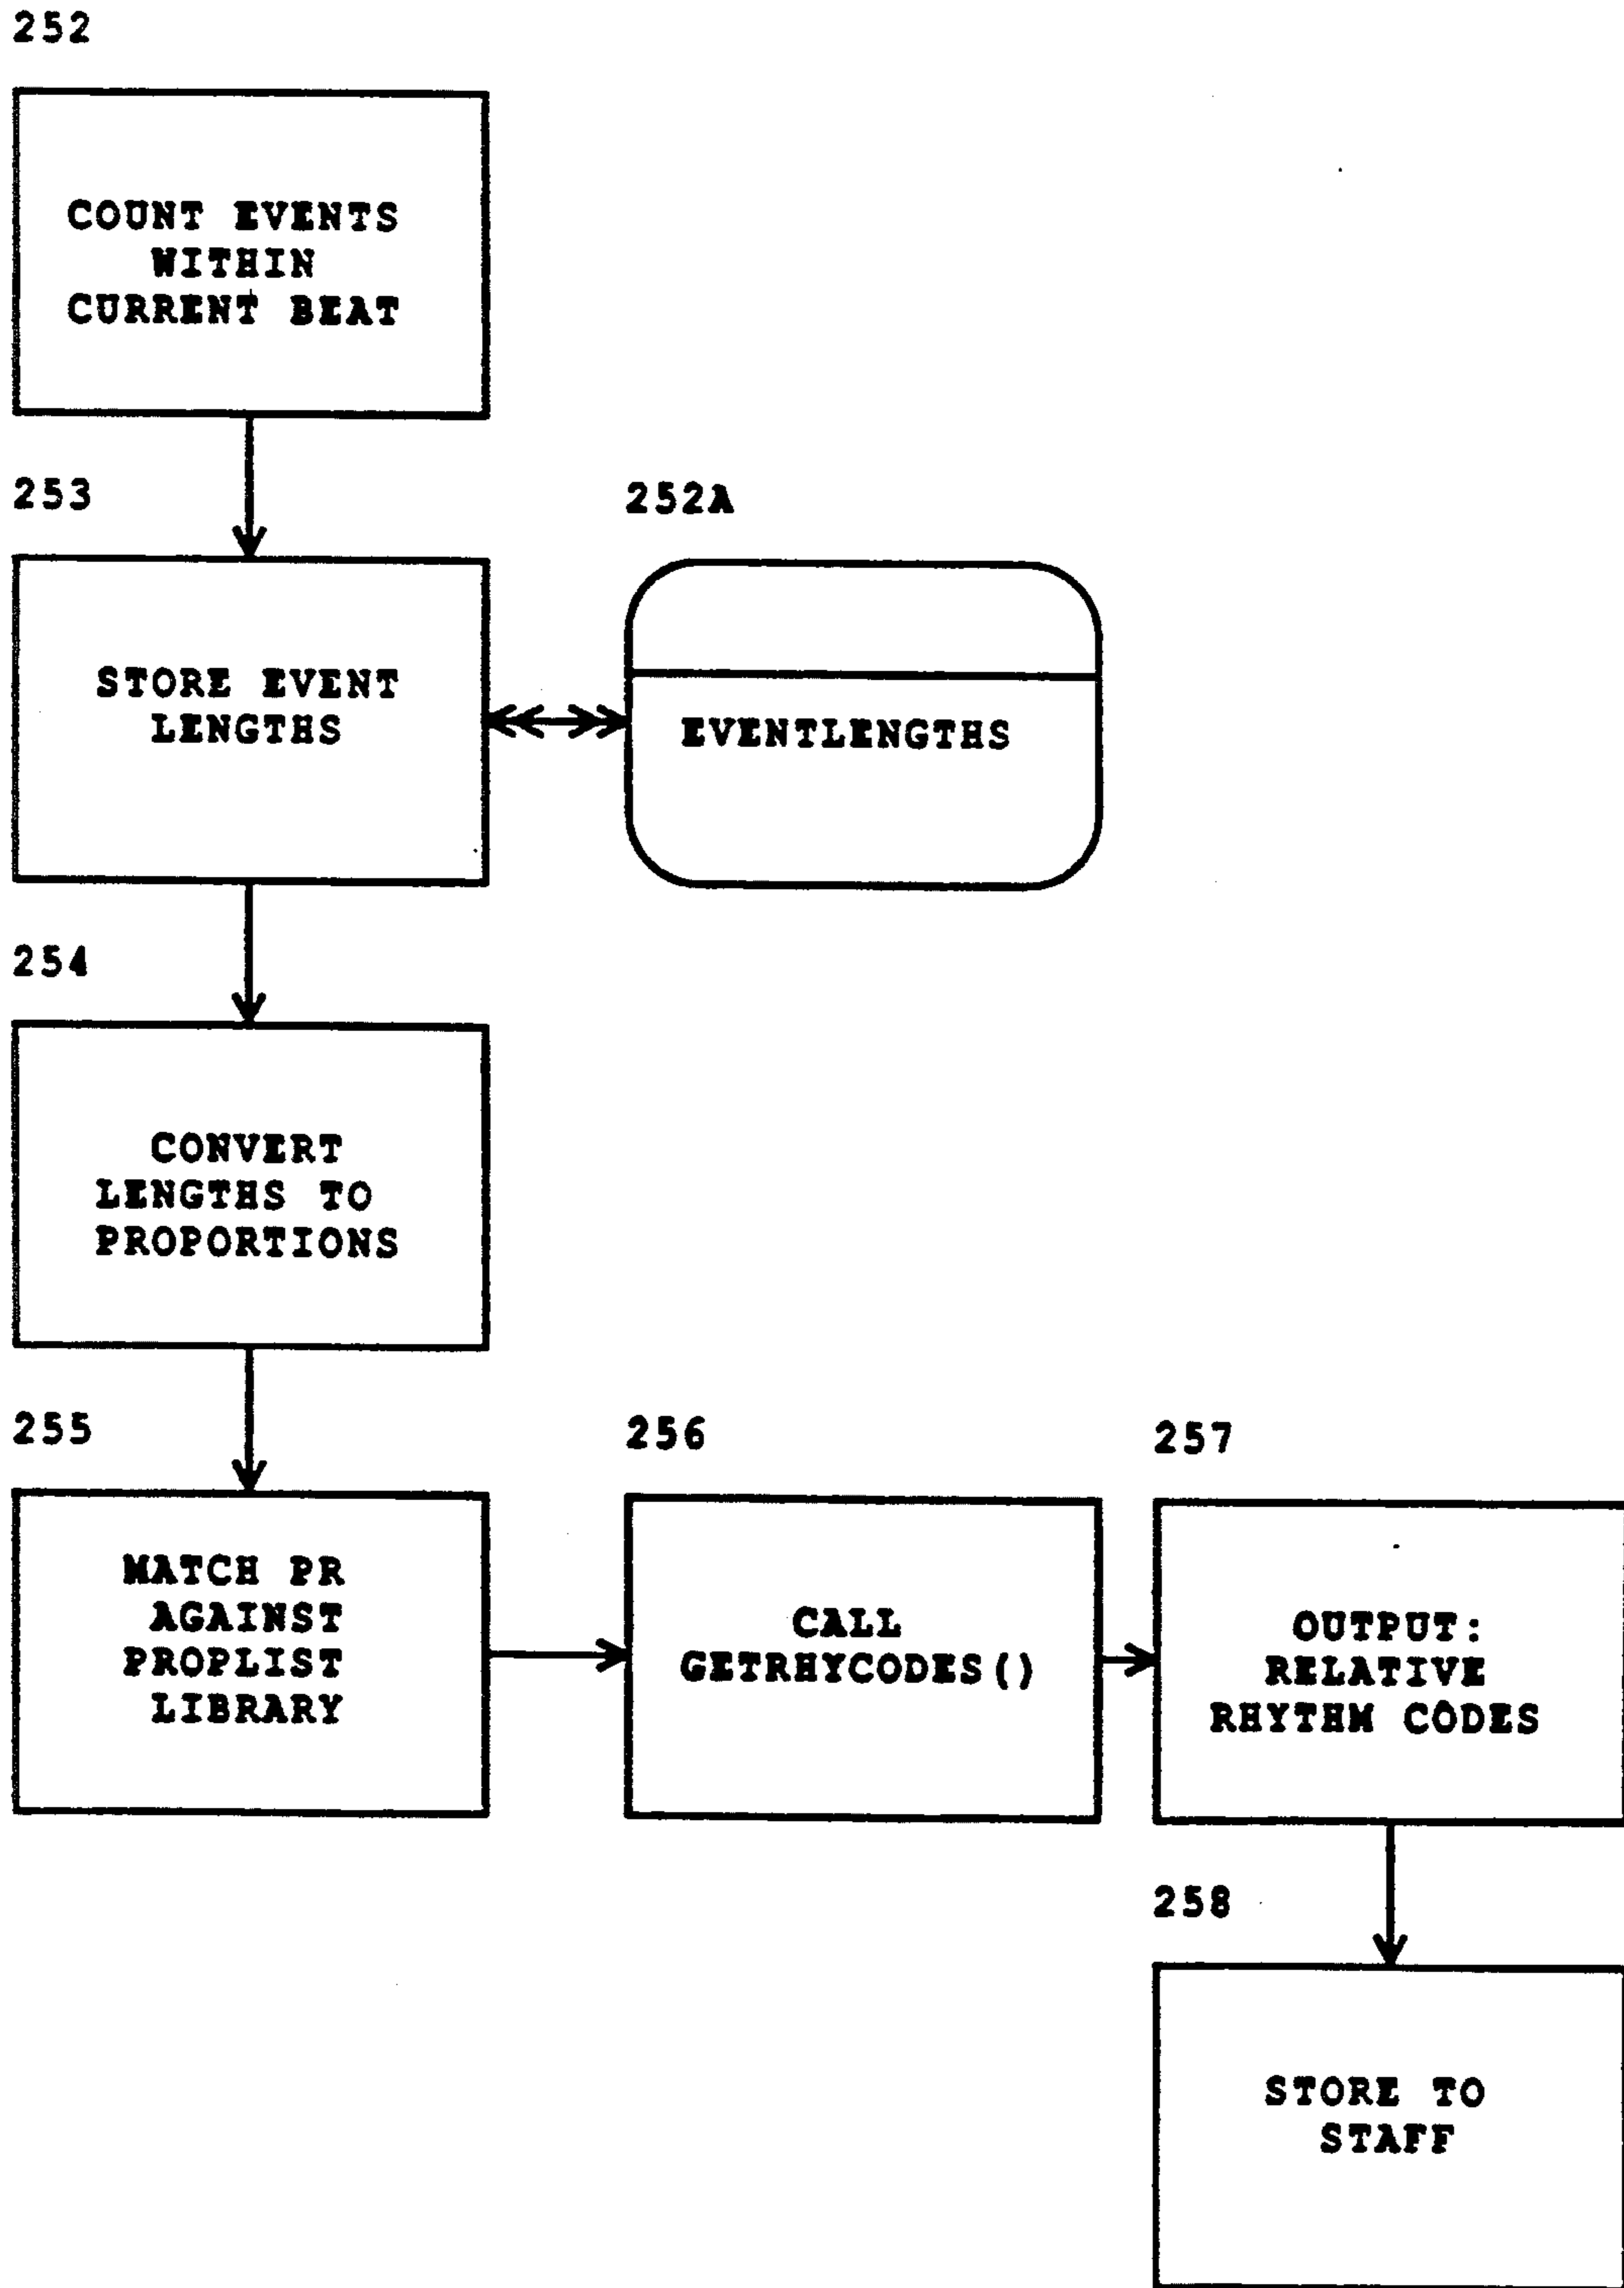 252
COUNT EVENTS
WITHIN
CURRENT BEAT
253
STORE EVENT
LENGTHS
252A
EVENTLENGTHS
254
CONVERT
LENGTHS TO
PROPORTIONS
255
MATCH PR
AGAINST
PROPLIST
LIBRARY
256
CALL
GETRHYCODES()
257
OUTPUT:
RELATIVE
RHYTHM CODES
258
STORE TO
STAFF